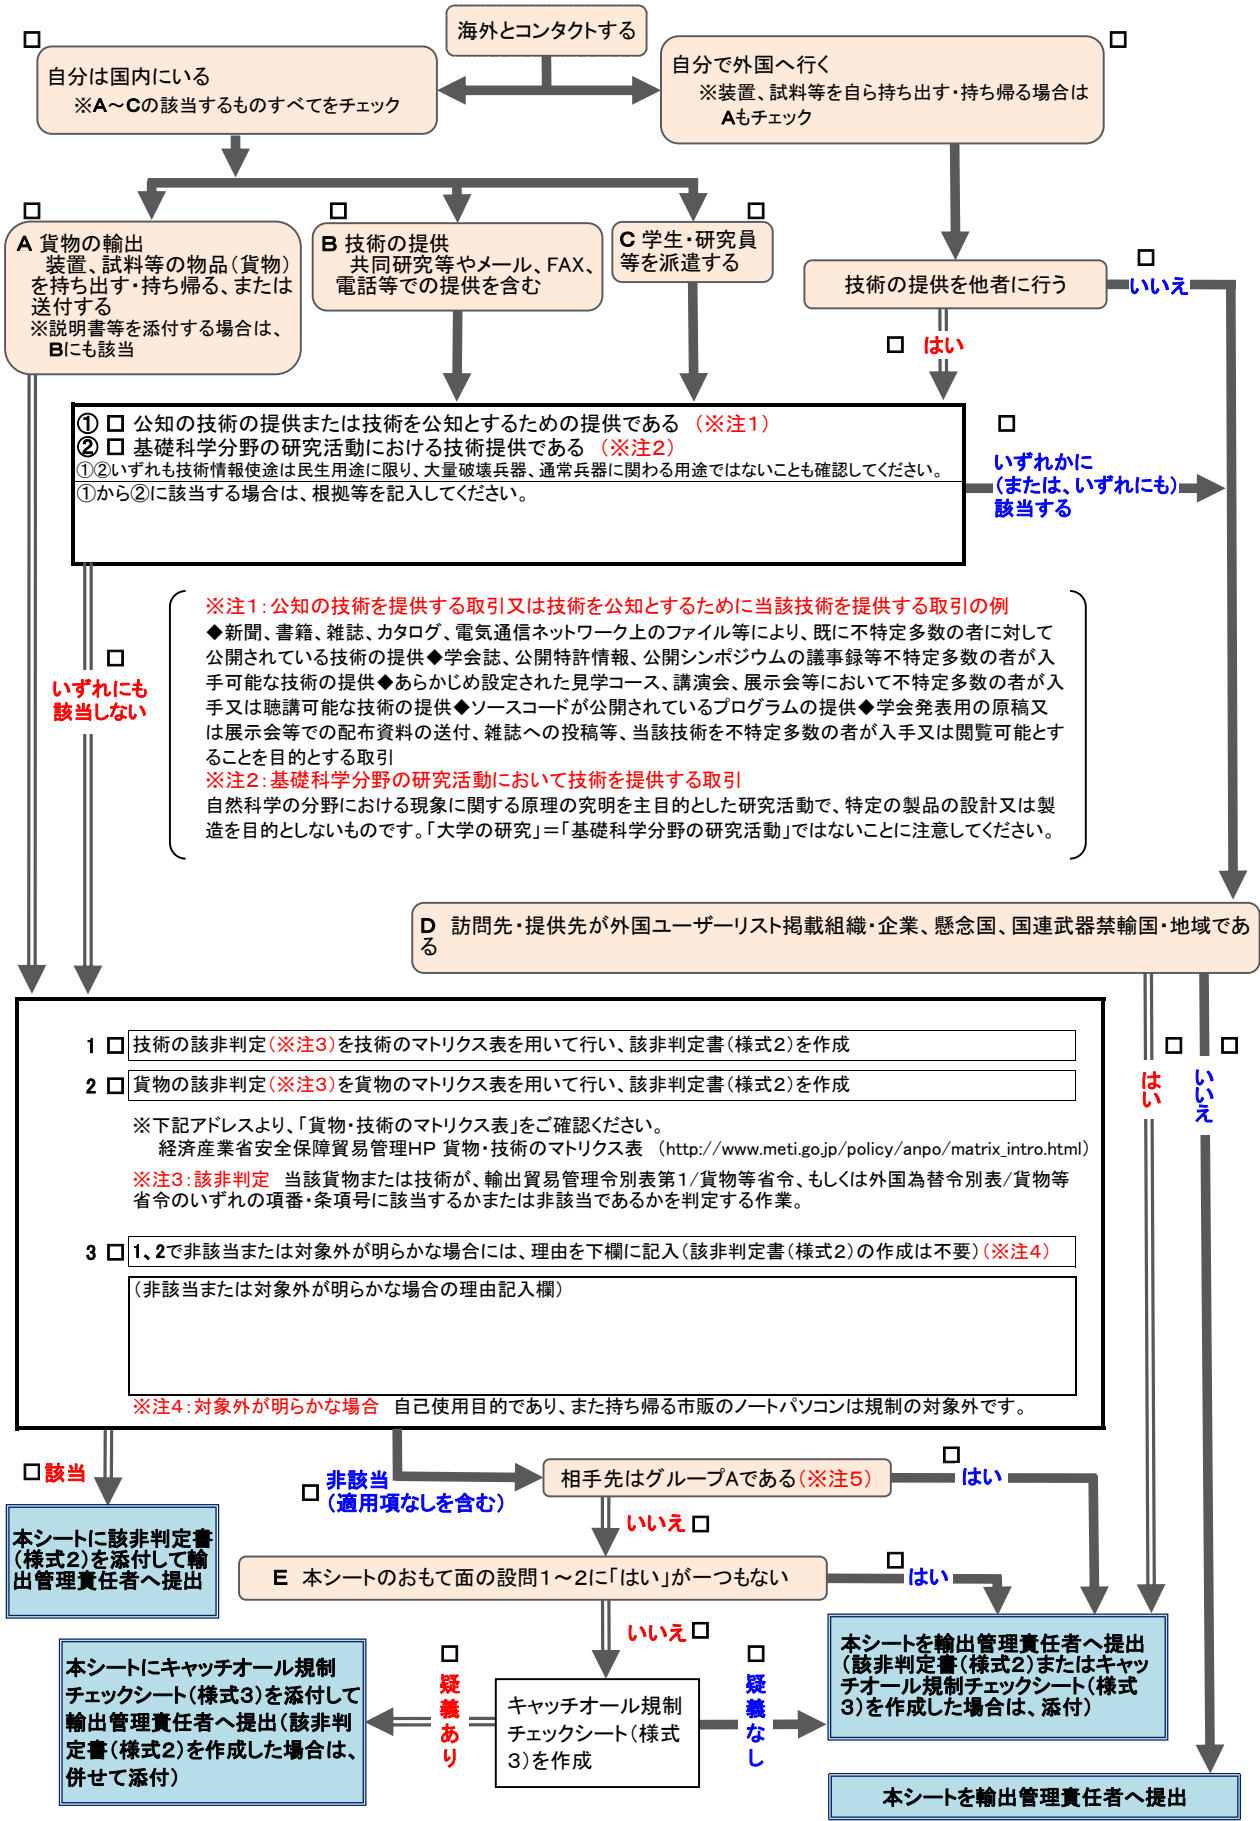 海外とコンタクトする
□
自分は国内にいる
※A～Cの該当するものすべてをチェック
□
自分で外国へ行く
※装置、試料等を自ら持ち出す・持ち帰る場合は
Aもチェック
□
A 貨物の輸出
装置、試料等の物品（貨物）
を持ち出す・持ち帰る、または
送付する
※説明書等を添付する場合は、
Bにも該当
□
B 技術の提供
共同研究等やメール、FAX、
電話等での提供を含む
□
C 学生・研究員
等を派遣する
技術の提供を他者に行う
□
いいえ
□ はい
① □ 公知の技術の提供または技術を公知とするための提供である （※注１）
② □ 基礎科学分野の研究活動における技術提供である （※注２）
①②いずれも技術情報使途は民生用途に限り、大量破壊兵器、通常兵器に関わる用途ではないことも確認してください。
①から②に該当する場合は、根拠等を記入してください。
□
いずれかに
（または、いずれにも）
該当する
□
いずれにも
該当しない
※注１：公知の技術を提供する取引又は技術を公知とするために当該技術を提供する取引の例
◆新聞、書籍、雑誌、カタログ、電気通信ネットワーク上のファイル等により、既に不特定多数の者に対して
公開されている技術の提供◆学会誌、公開特許情報、公開シンポジウムの議事録等不特定多数の者が入
手可能な技術の提供◆あらかじめ設定された見学コース、講演会、展示会等において不特定多数の者が入
手又は聴講可能な技術の提供◆ソースコードが公開されているプログラムの提供◆学会発表用の原稿又
は展示会等での配布資料の送付、雑誌への投稿等、当該技術を不特定多数の者が入手又は閲覧可能とす
ることを目的とする取引
※注２：基礎科学分野の研究活動において技術を提供する取引
自然科学の分野における現象に関する原理の究明を主目的とした研究活動で、特定の製品の設計又は製
造を目的としないものです。「大学の研究」＝「基礎科学分野の研究活動」ではないことに注意してください。
D 訪問先・提供先が外国ユーザーリスト掲載組織・企業、懸念国、国連武器禁輸国・地域であ
る
□
はい
□
いいえ
1 □ 技術の該非判定（※注３）を技術のマトリクス表を用いて行い、該非判定書（様式２）を作成
2 □ 貨物の該非判定（※注３）を貨物のマトリクス表を用いて行い、該非判定書（様式２）を作成
※下記アドレスより、「貨物・技術のマトリクス表」をご確認ください。
経済産業省安全保障貿易管理HP 貨物・技術のマトリクス表 （http://www.meti.go.jp/policy/anpo/matrix_intro.html）
※注３：該非判定 当該貨物または技術が、輸出貿易管理令別表第１/貨物等省令、もしくは外国為替令別表/貨物等
省令のいずれの項番・条項号に該当するかまたは非該当であるかを判定する作業。
3 □ 1、2で非該当または対象外が明らかな場合には、理由を下欄に記入（該非判定書（様式２）の作成は不要）（※注４）
（非該当または対象外が明らかな場合の理由記入欄）
※注４：対象外が明らかな場合 自己使用目的であり、また持ち帰る市販のノートパソコンは規制の対象外です。
□ 該当
□ 非該当
（適用項なしを含む）
相手先はグループAである（※注５）
□
はい
いいえ □
本シートに該非判定書
（様式２）を添付して輸
出管理責任者へ提出
E 本シートのおもて面の設問１～２に「はい」が一つもない
□
はい
いいえ □
本シートにキャッチオール規制
チェックシート（様式３）を添付して
輸出管理責任者へ提出（該非判
定書（様式２）を作成した場合は、
併せて添付）
□
疑義あり
キャッチオール規制
チェックシート（様式
３）を作成
□
疑義なし
本シートを輸出管理責任者へ提出
（該非判定書（様式２）またはキャッ
チオール規制チェックシート（様式
３）を作成した場合は、添付）
本シートを輸出管理責任者へ提出